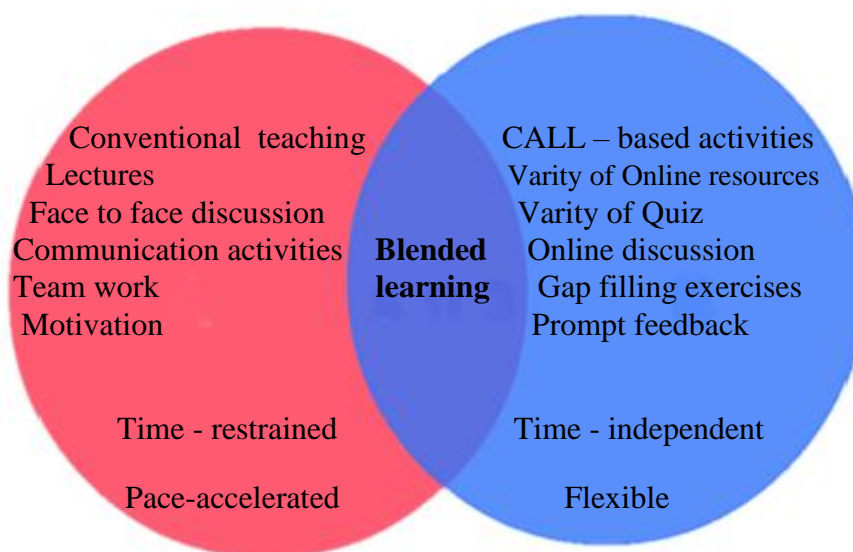 Conventional teaching
Lectures
Face to face discussion
Communication activities
Team work
Motivation
Time - restrained
Pace-accelerated
Blended
learning
CALL – based activities
Varity of Online resources
Varity of Quiz
Online discussion
Gap filling exercises
Prompt feedback
Time - independent
Flexible